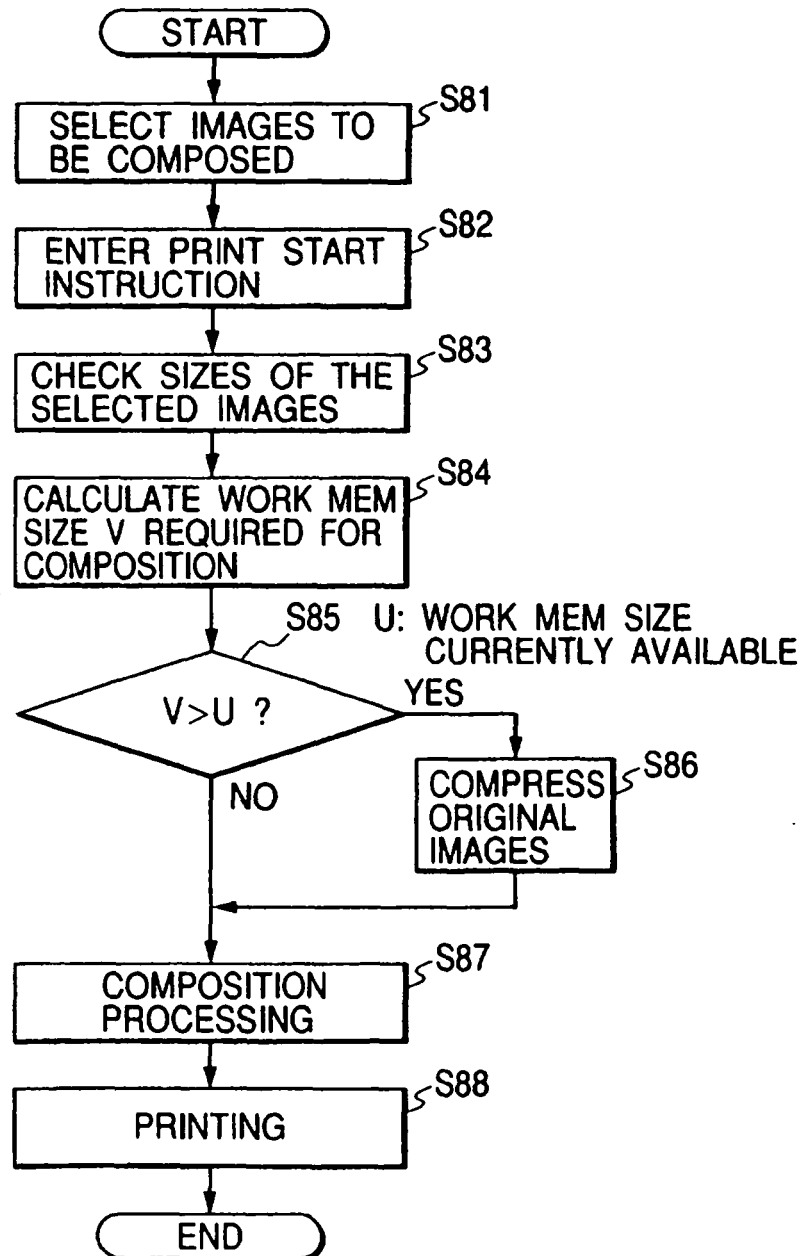 START
S81
SELECT IMAGES TO
BE COMPOSED
S82
ENTER PRINT START
INSTRUCTION
S83
CHECK SIZES OF THE
SELECTED IMAGES
S84
CALCULATE WORK MEM
SIZE V REQUIRED FOR
COMPOSITION
S85 U: WORK MEM SIZE
CURRENTLY AVAILABLE
V>U ?
YES
NO
S86
COMPRESS
ORIGINAL
IMAGES
S87
COMPOSITION
PROCESSING
S88
PRINTING
END